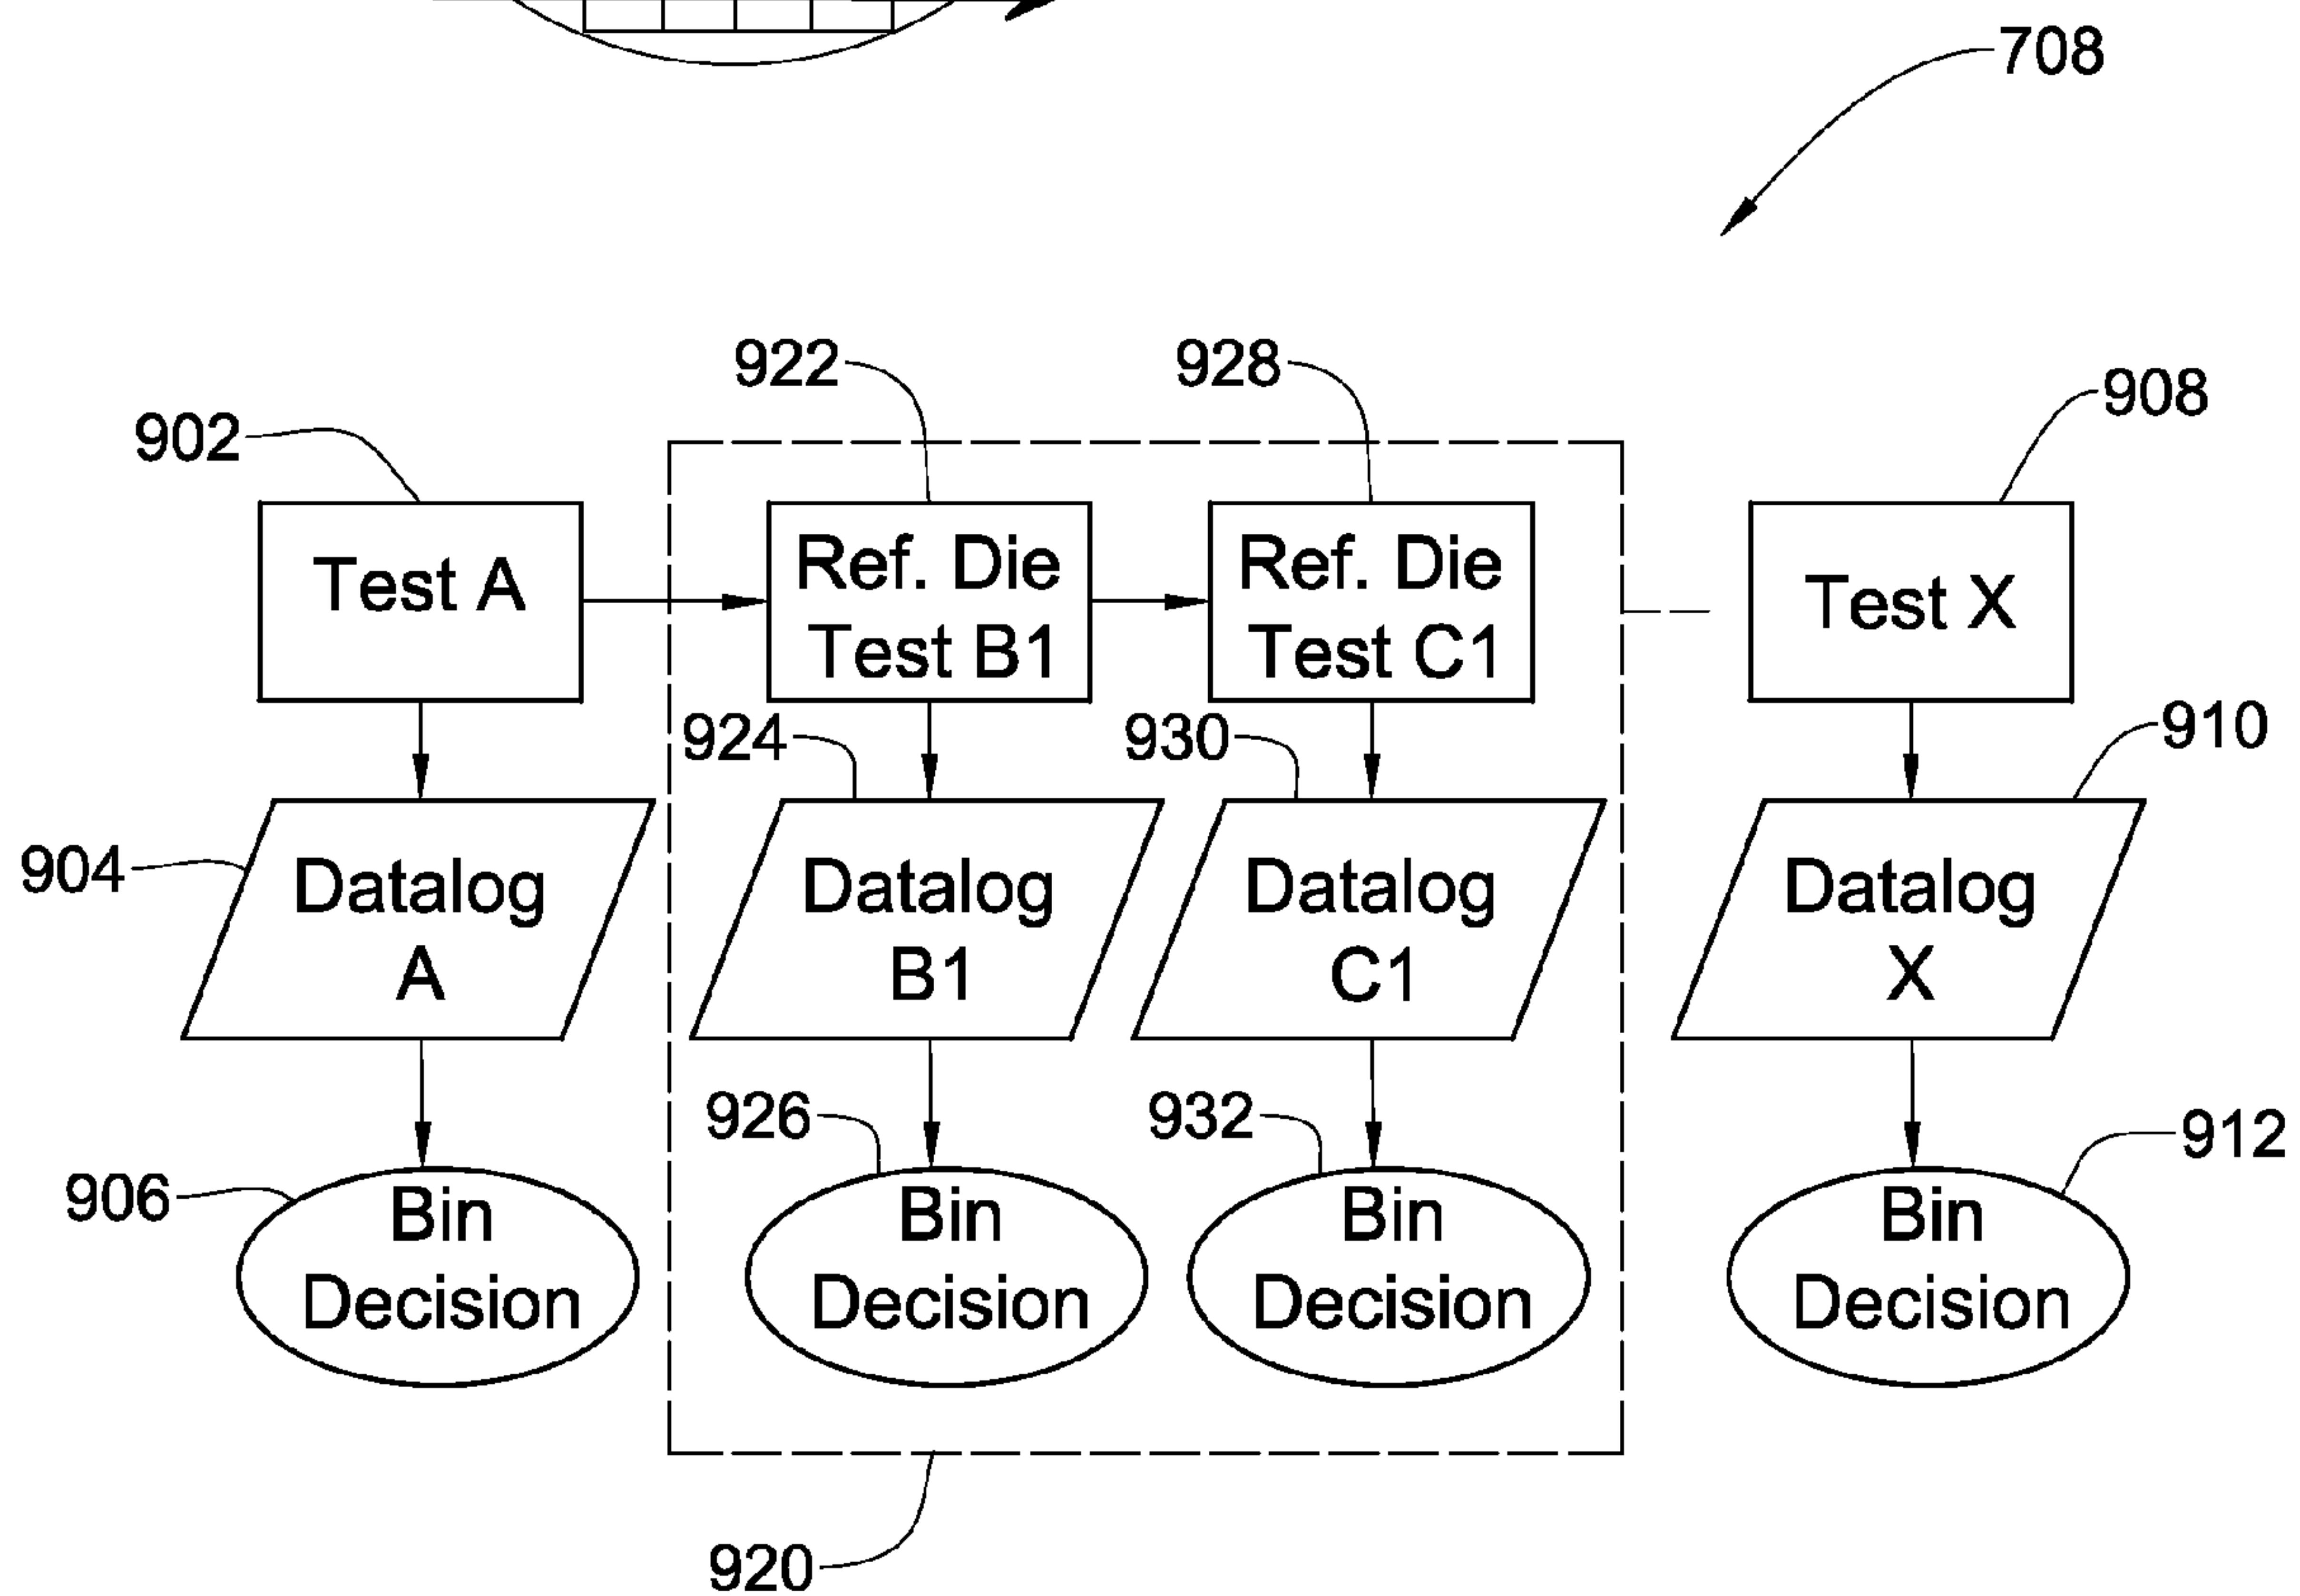 708
922
928
908
902
Test A
Ref. Die
Test B1
Ref. Die
Test C1
Test X
924
930
910
904
Datalog
A
Datalog
B1
Datalog
C1
Datalog
X
926
932
912
906
Bin
Decision
Bin
Decision
Bin
Decision
Bin
Decision
920